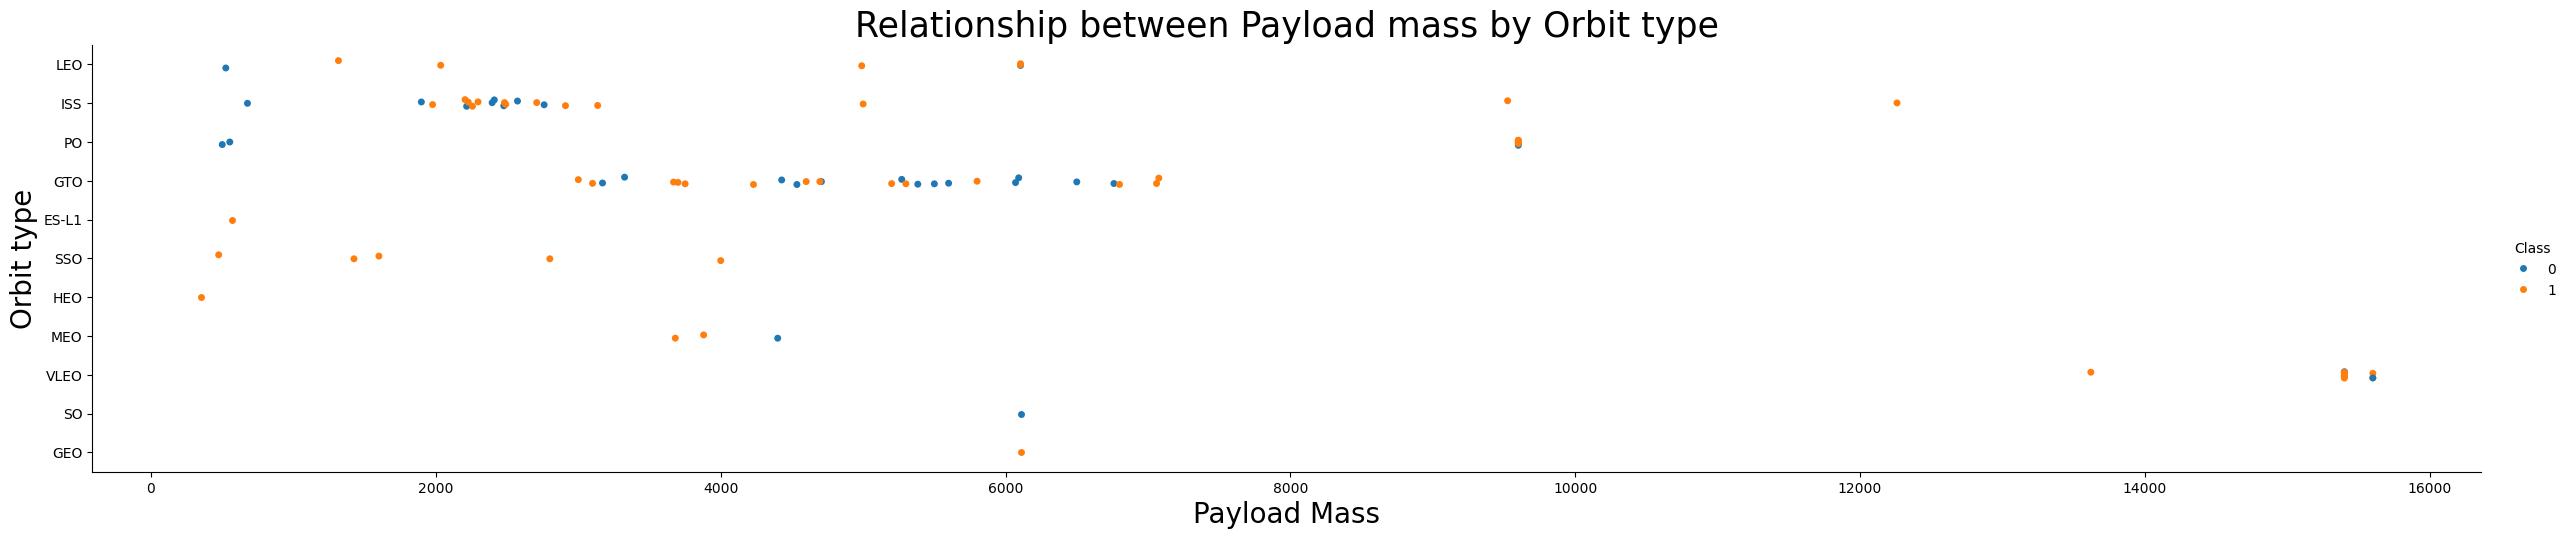 Relationship between Payload mass by Orbit type
Orbit type
LEO
ISS
PO
GTO
ES-L1
SSO
HEO
MEO
VLEO
SO
GEO
0 2000 4000 6000 8000 10000 12000 14000 16000
Payload Mass
Class
0
1